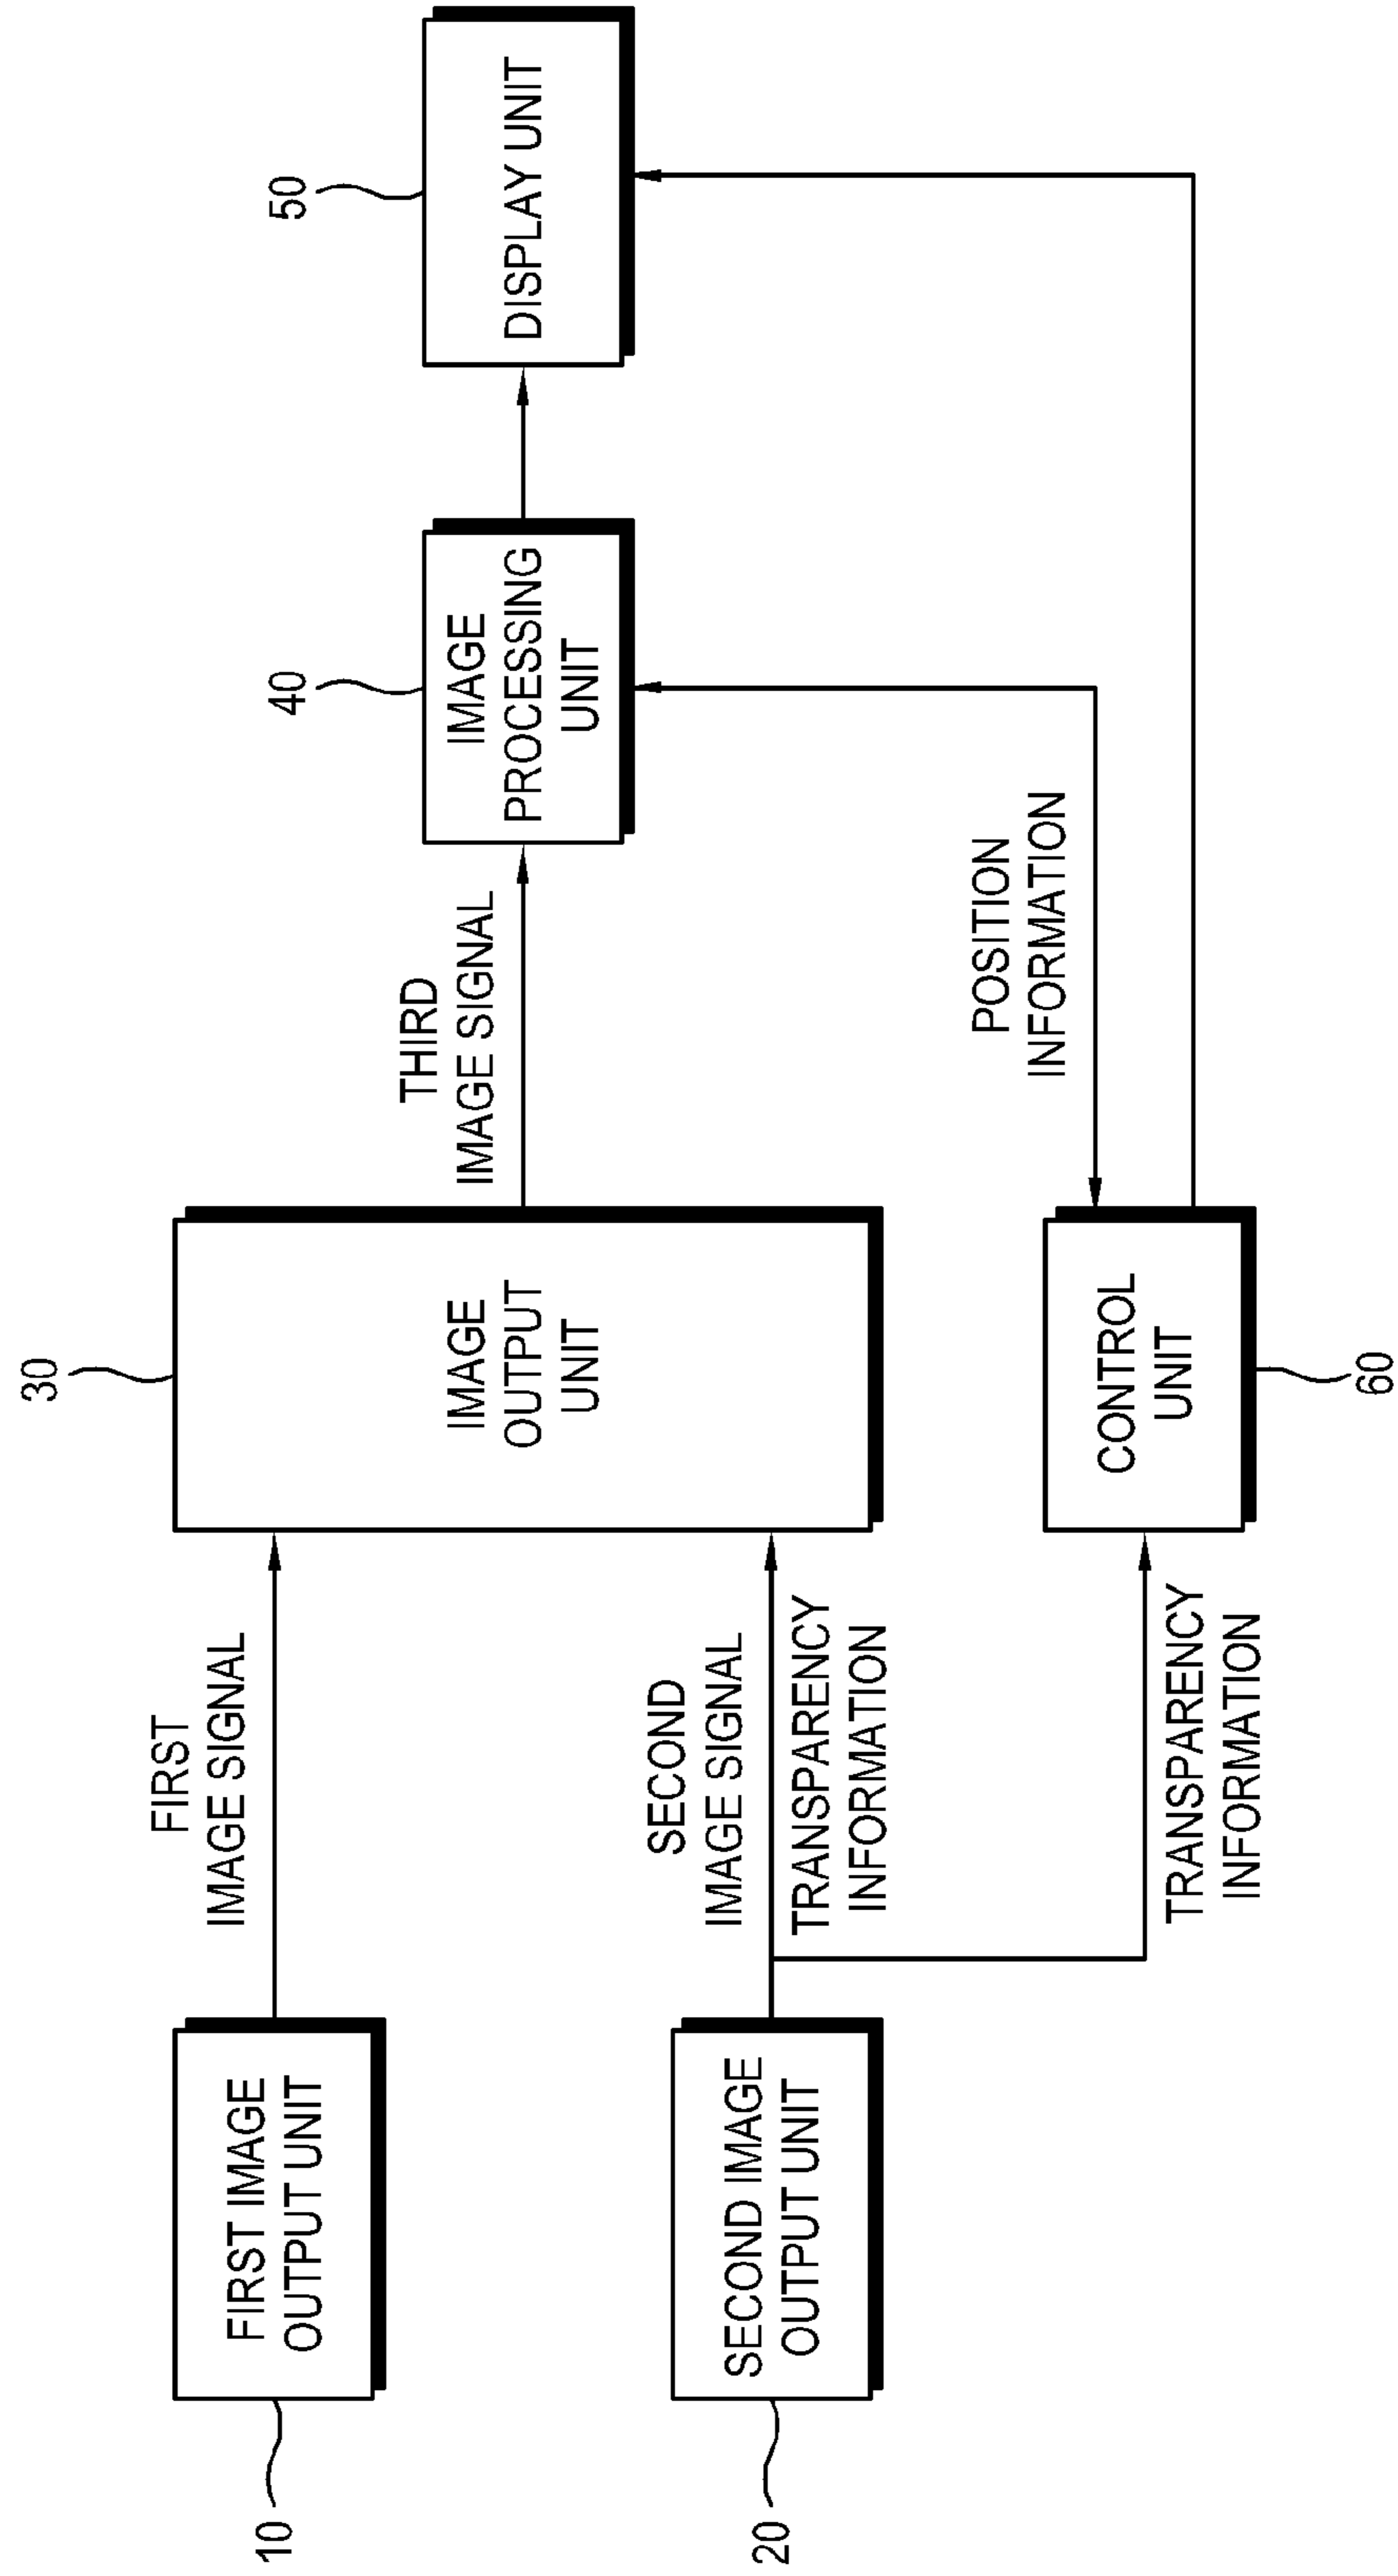 10
FIRST IMAGE
OUTPUT UNIT
FIRST
IMAGE SIGNAL
20
SECOND IMAGE
OUTPUT UNIT
SECOND
IMAGE SIGNAL
TRANSPARENCY
INFORMATION
TRANSPARENCY
INFORMATION
30
IMAGE
OUTPUT
UNIT
60
CONTROL
UNIT
THIRD
IMAGE SIGNAL
POSITION
INFORMATION
40
IMAGE
PROCESSING
UNIT
50
DISPLAY UNIT